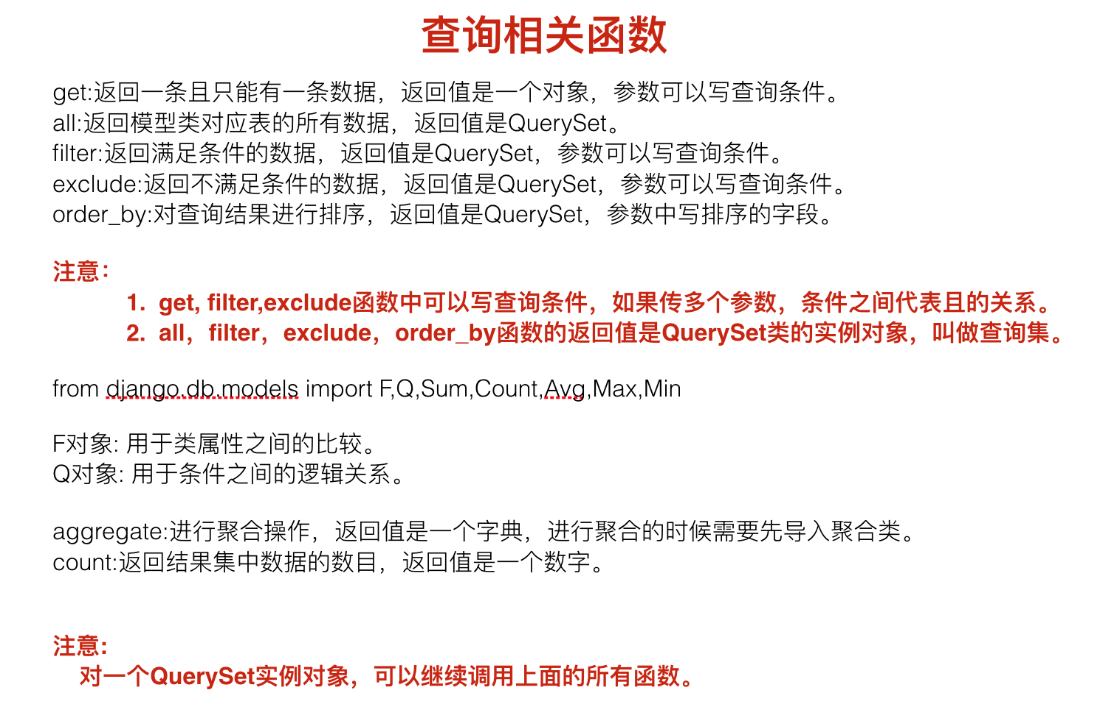 查询相关函数
get:返回一条且只能有一条数据，返回值是一个对象，参数可以写查询条件。
all:返回模型类对应表的所有数据，返回值是QuerySet。
filter:返回满足条件的数据，返回值是QuerySet，参数可以写查询条件。
exclude:返回不满足条件的数据，返回值是QuerySet，参数可以写查询条件。
order_by:对查询结果进行排序，返回值是QuerySet，参数中写排序的字段。
注意：
1. get, filter,exclude函数中可以写查询条件，如果传多个参数，条件之间代表且的关系。
2. all，filter，exclude，order_by函数的返回值是QuerySet类的实例对象，叫做查询集。
from django.db.models import F,Q,Sum,Count,Avg,Max,Min
F对象: 用于类属性之间的比较。
Q对象: 用于条件之间的逻辑关系。
aggregate:进行聚合操作，返回值是一个字典，进行聚合的时候需要先导入聚合类。
count:返回结果集中数据的数目，返回值是一个数字。
注意:
对一个QuerySet实例对象，可以继续调用上面的所有函数。